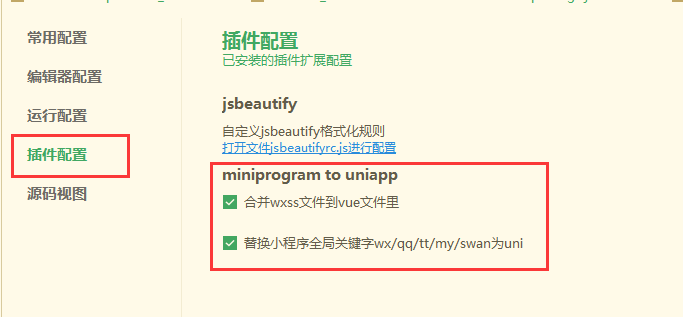 常用配置
编辑器配置
运行配置
插件配置
源码视图
插件配置
已安装的插件扩展配置
jsbeautify
自定义jsbeautify格式化规则
打开文件jsbeautifyrc.js进行配置
miniprogram to uniapp
合并wxss文件到vue文件里
替换小程序全局关键字wx/qq/tt/my/swan为uni